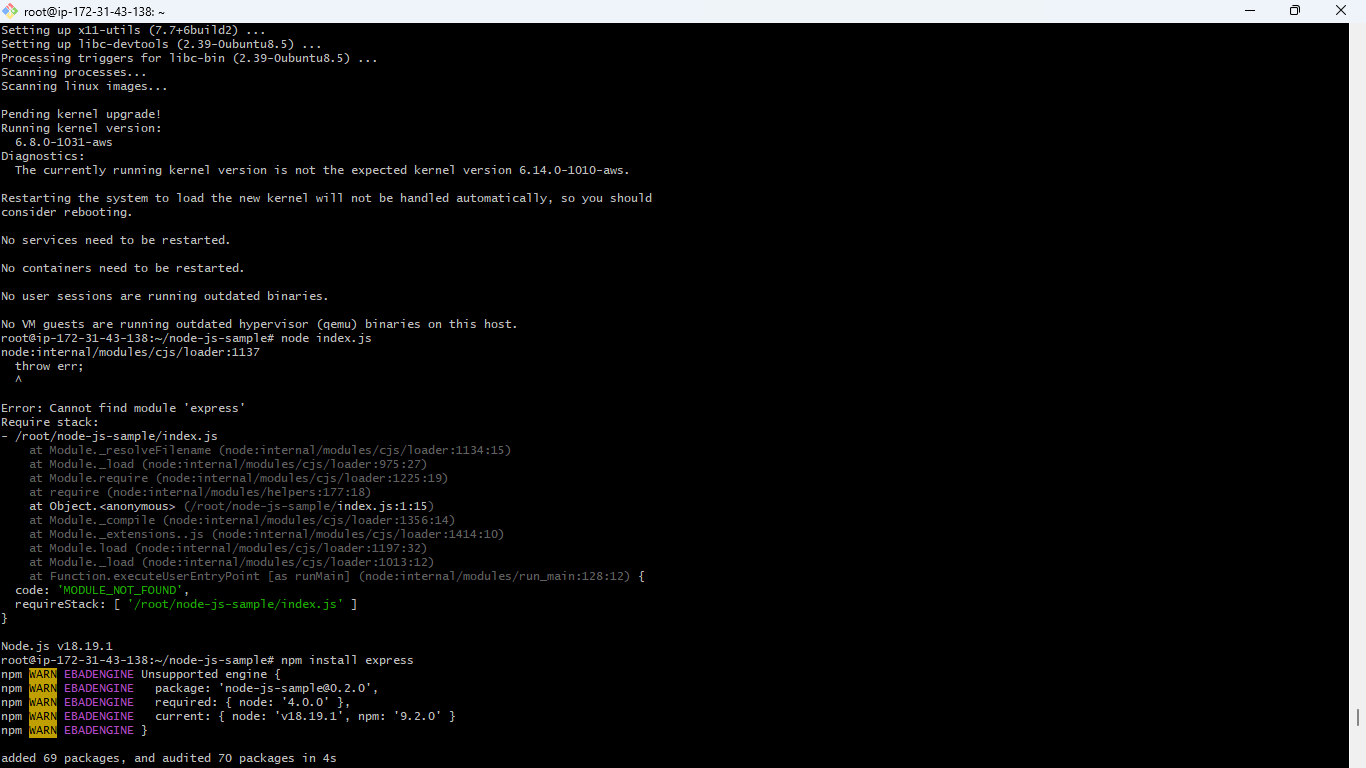 root@ip-172-31-43-138: ~
Setting up x11-utils (7.7+6build2) ...
Setting up libc-devtools (2.39-0ubuntu8.5) ...
Processing triggers for libc-bin (2.39-0ubuntu8.5) ...
Scanning processes...
Scanning linux images...
Pending kernel upgrade!
Running kernel version:
  6.8.0-1031-aws
Diagnostics:
  The currently running kernel version is not the expected kernel version 6.14.0-1010-aws.
Restarting the system to load the new kernel will not be handled automatically, so you should
consider rebooting.
No services need to be restarted.
No containers need to be restarted.
No user sessions are running outdated binaries.
No VM guests are running outdated hypervisor (qemu) binaries on this host.
root@ip-172-31-43-138:~/node-js-sample# node index.js
node:internal/modules/cjs/loader:1137
  throw err;
  ^
Error: Cannot find module 'express'
Require stack:
- /root/node-js-sample/index.js
    at Module._resolveFilename (node:internal/modules/cjs/loader:1134:15)
    at Module._load (node:internal/modules/cjs/loader:975:27)
    at Module.require (node:internal/modules/cjs/loader:1225:19)
    at require (node:internal/modules/helpers:177:18)
    at Object.<anonymous> (/root/node-js-sample/index.js:1:15)
    at Module._compile (node:internal/modules/cjs/loader:1356:14)
    at Module._extensions..js (node:internal/modules/cjs/loader:1414:10)
    at Module.load (node:internal/modules/cjs/loader:1197:32)
    at Module._load (node:internal/modules/cjs/loader:1013:12)
    at Function.executeUserEntryPoint [as runMain] (node:internal/modules/run_main:128:12) {
  code: 'MODULE_NOT_FOUND',
  requireStack: [ '/root/node-js-sample/index.js' ]
}
Node.js v18.19.1
root@ip-172-31-43-138:~/node-js-sample# npm install express
npm WARN EBADENGINE Unsupported engine {
npm WARN EBADENGINE   package: 'node-js-sample@0.2.0',
npm WARN EBADENGINE   required: { node: '4.0.0' },
npm WARN EBADENGINE   current: { node: 'v18.19.1', npm: '9.2.0' }
npm WARN EBADENGINE }
added 69 packages, and audited 70 packages in 4s